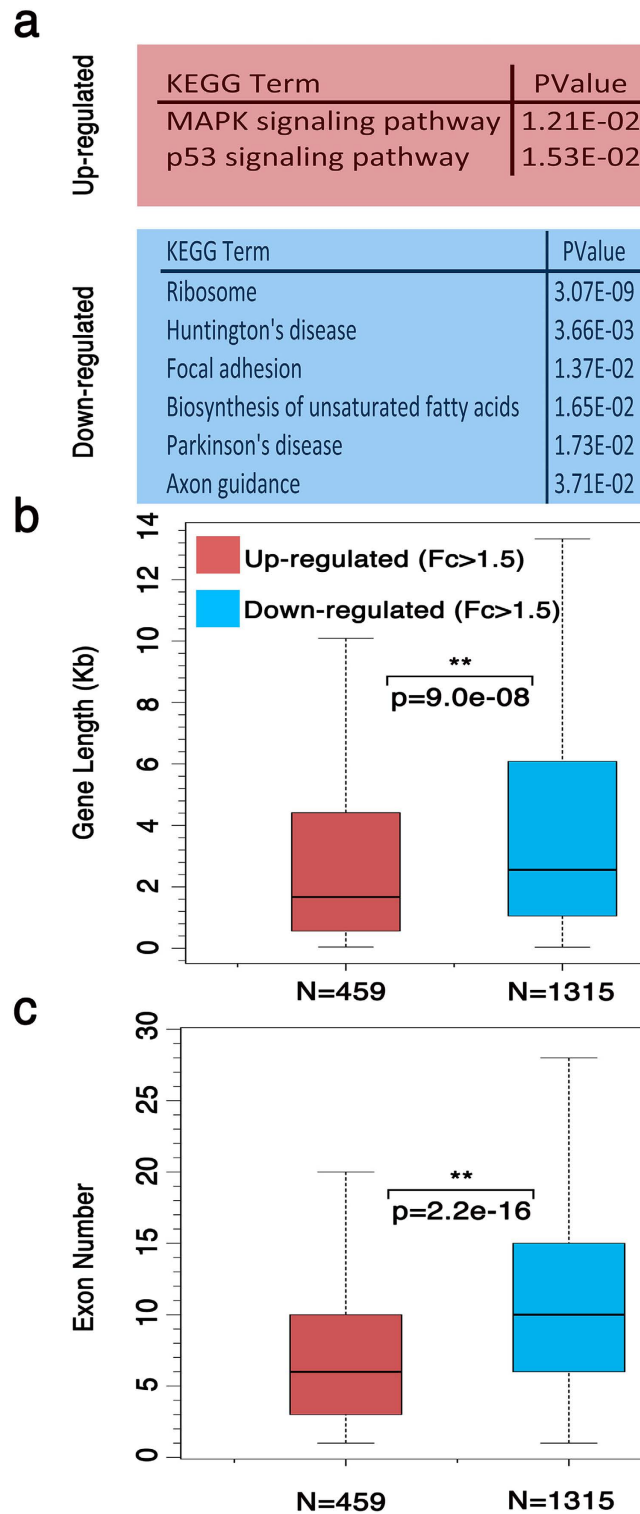 a
Up-regulated
KEGG Term PValue
MAPK signaling pathway 1.21E-02
p53 signaling pathway 1.53E-02
Down-regulated
KEGG Term PValue
Ribosome 3.07E-09
Huntington's disease 3.66E-03
Focal adhesion 1.37E-02
Biosynthesis of unsaturated fatty acids 1.65E-02
Parkinson's disease 1.73E-02
Axon guidance 3.71E-02
b
Gene Length (Kb)
14
12
10
8
6
4
2
0
Up-regulated (Fc>1.5)
Down-regulated (Fc>1.5)
**
p=9.0e-08
N=459 N=1315
c
Exon Number
30
25
20
15
10
5
0
**
p=2.2e-16
N=459 N=1315